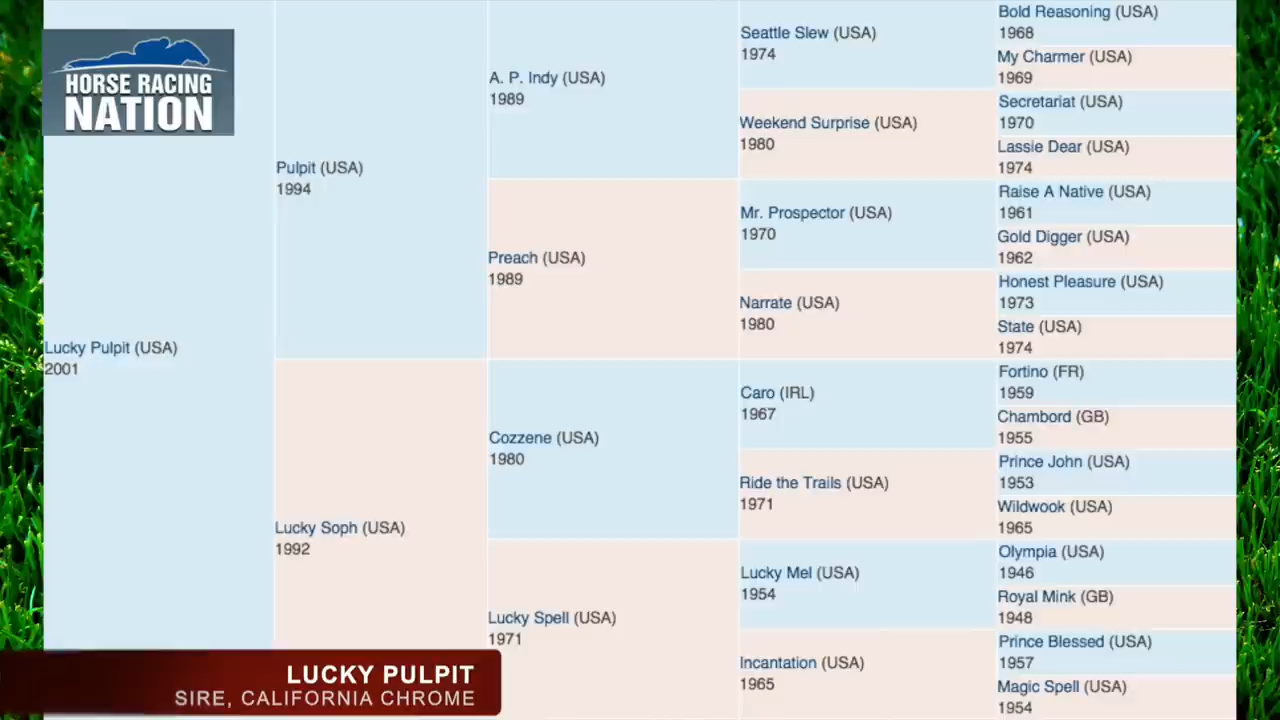 HORSE RACING
NATION
Lucky Pulpit (USA)
2001
Pulpit (USA)
1994
Lucky Soph (USA)
1992
A. P. Indy (USA)
1989
Preach (USA)
1989
Cozzene (USA)
1980
Lucky Spell (USA)
1971
Seattle Slew (USA)
1974
Weekend Surprise (USA)
1980
Mr. Prospector (USA)
1970
Narrate (USA)
1980
Caro (IRL)
1967
Ride the Trails (USA)
1971
Lucky Mel (USA)
1954
Incantation (USA)
1965
Bold Reasoning (USA)
1968
My Charmer (USA)
1969
Secretariat (USA)
1970
Lassie Dear (USA)
1974
Raise A Native (USA)
1961
Gold Digger (USA)
1962
Honest Pleasure (USA)
1973
State (USA)
1974
Fortino (FR)
1959
Chambord (GB)
1955
Prince John (USA)
1953
Wildwook (USA)
1965
Olympia (USA)
1946
Royal Mink (GB)
1948
Prince Blessed (USA)
1957
Magic Spell (USA)
1954
LUCKY PULPIT
SIRE, CALIFORNIA CHROME